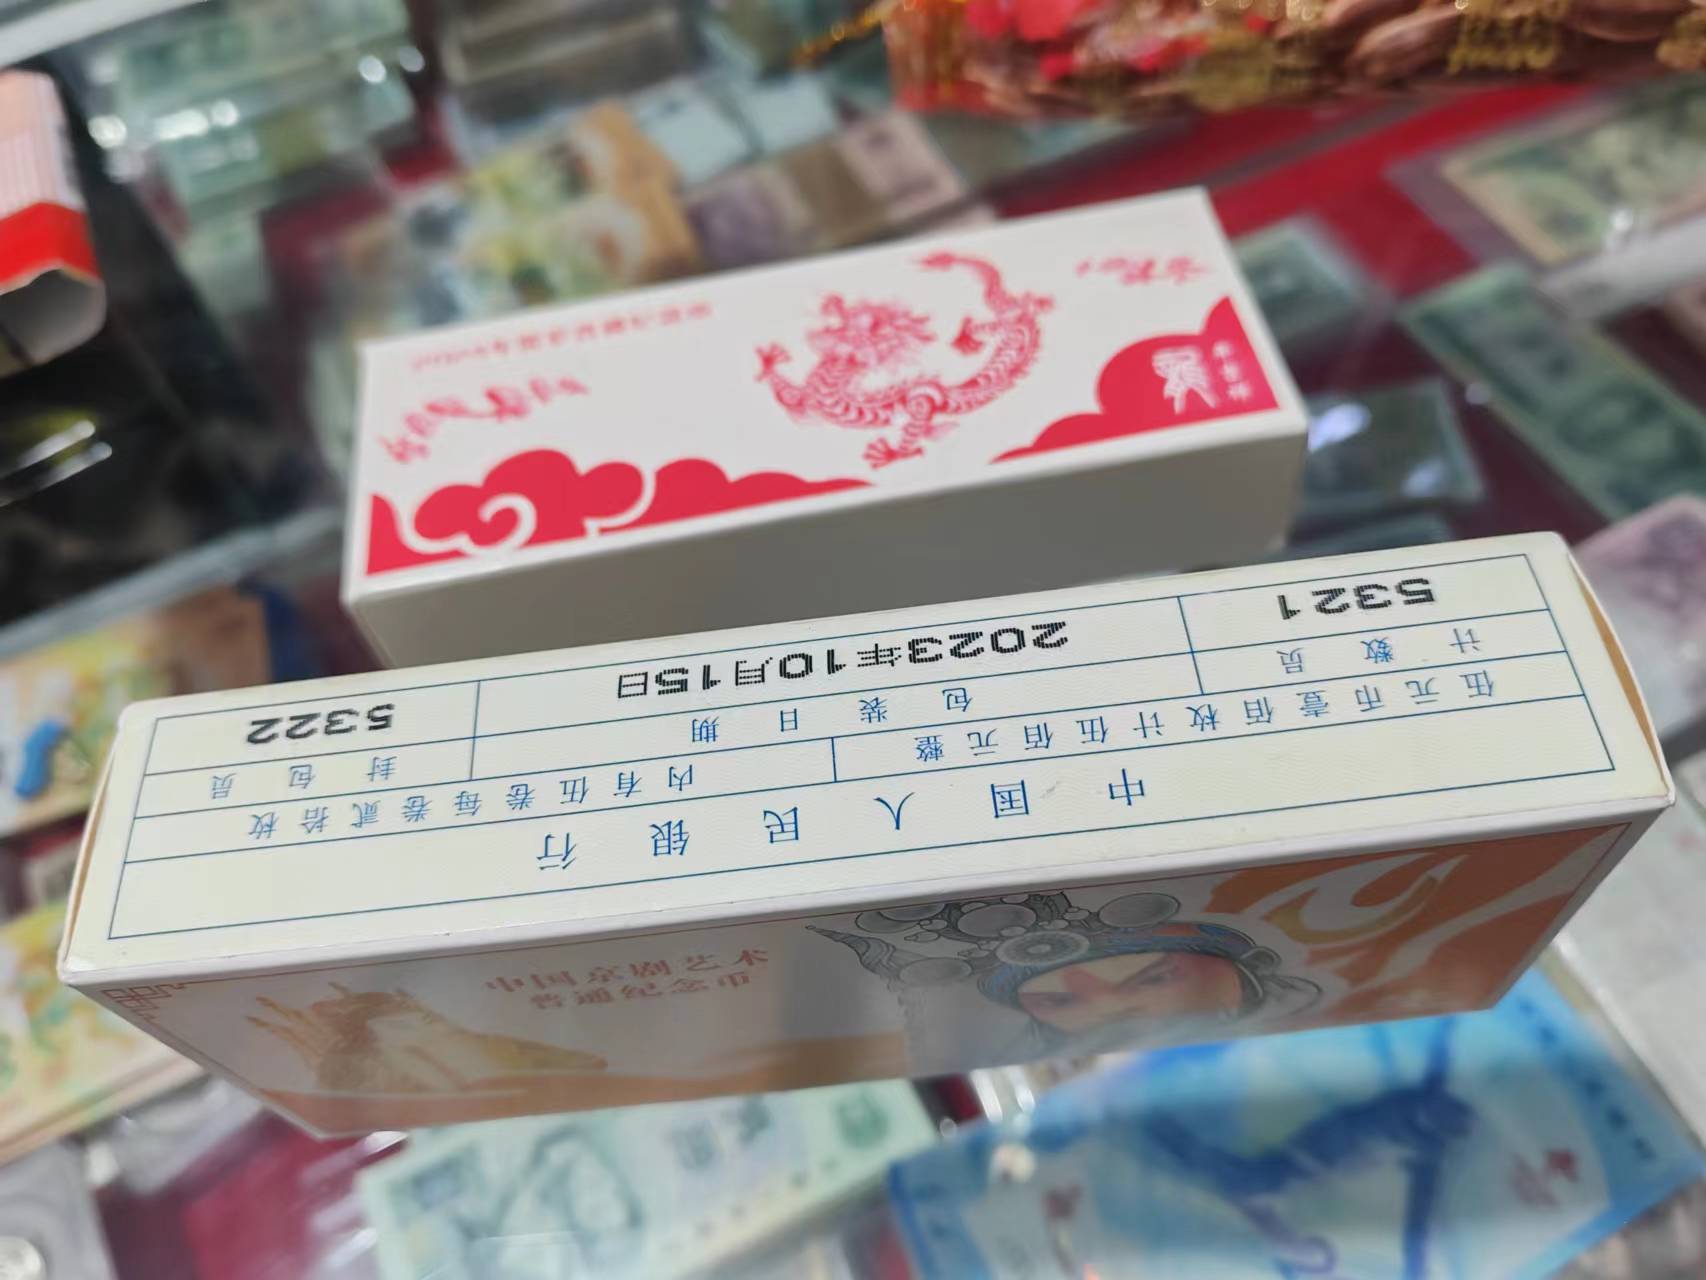 中国人民银行
伍元币壹佰枚计伍佰元整
内有伍卷每卷贰拾枚
计数员
包装日期
封包员
5321
2023年10月15日
5322
中国京剧艺术
普通纪念币